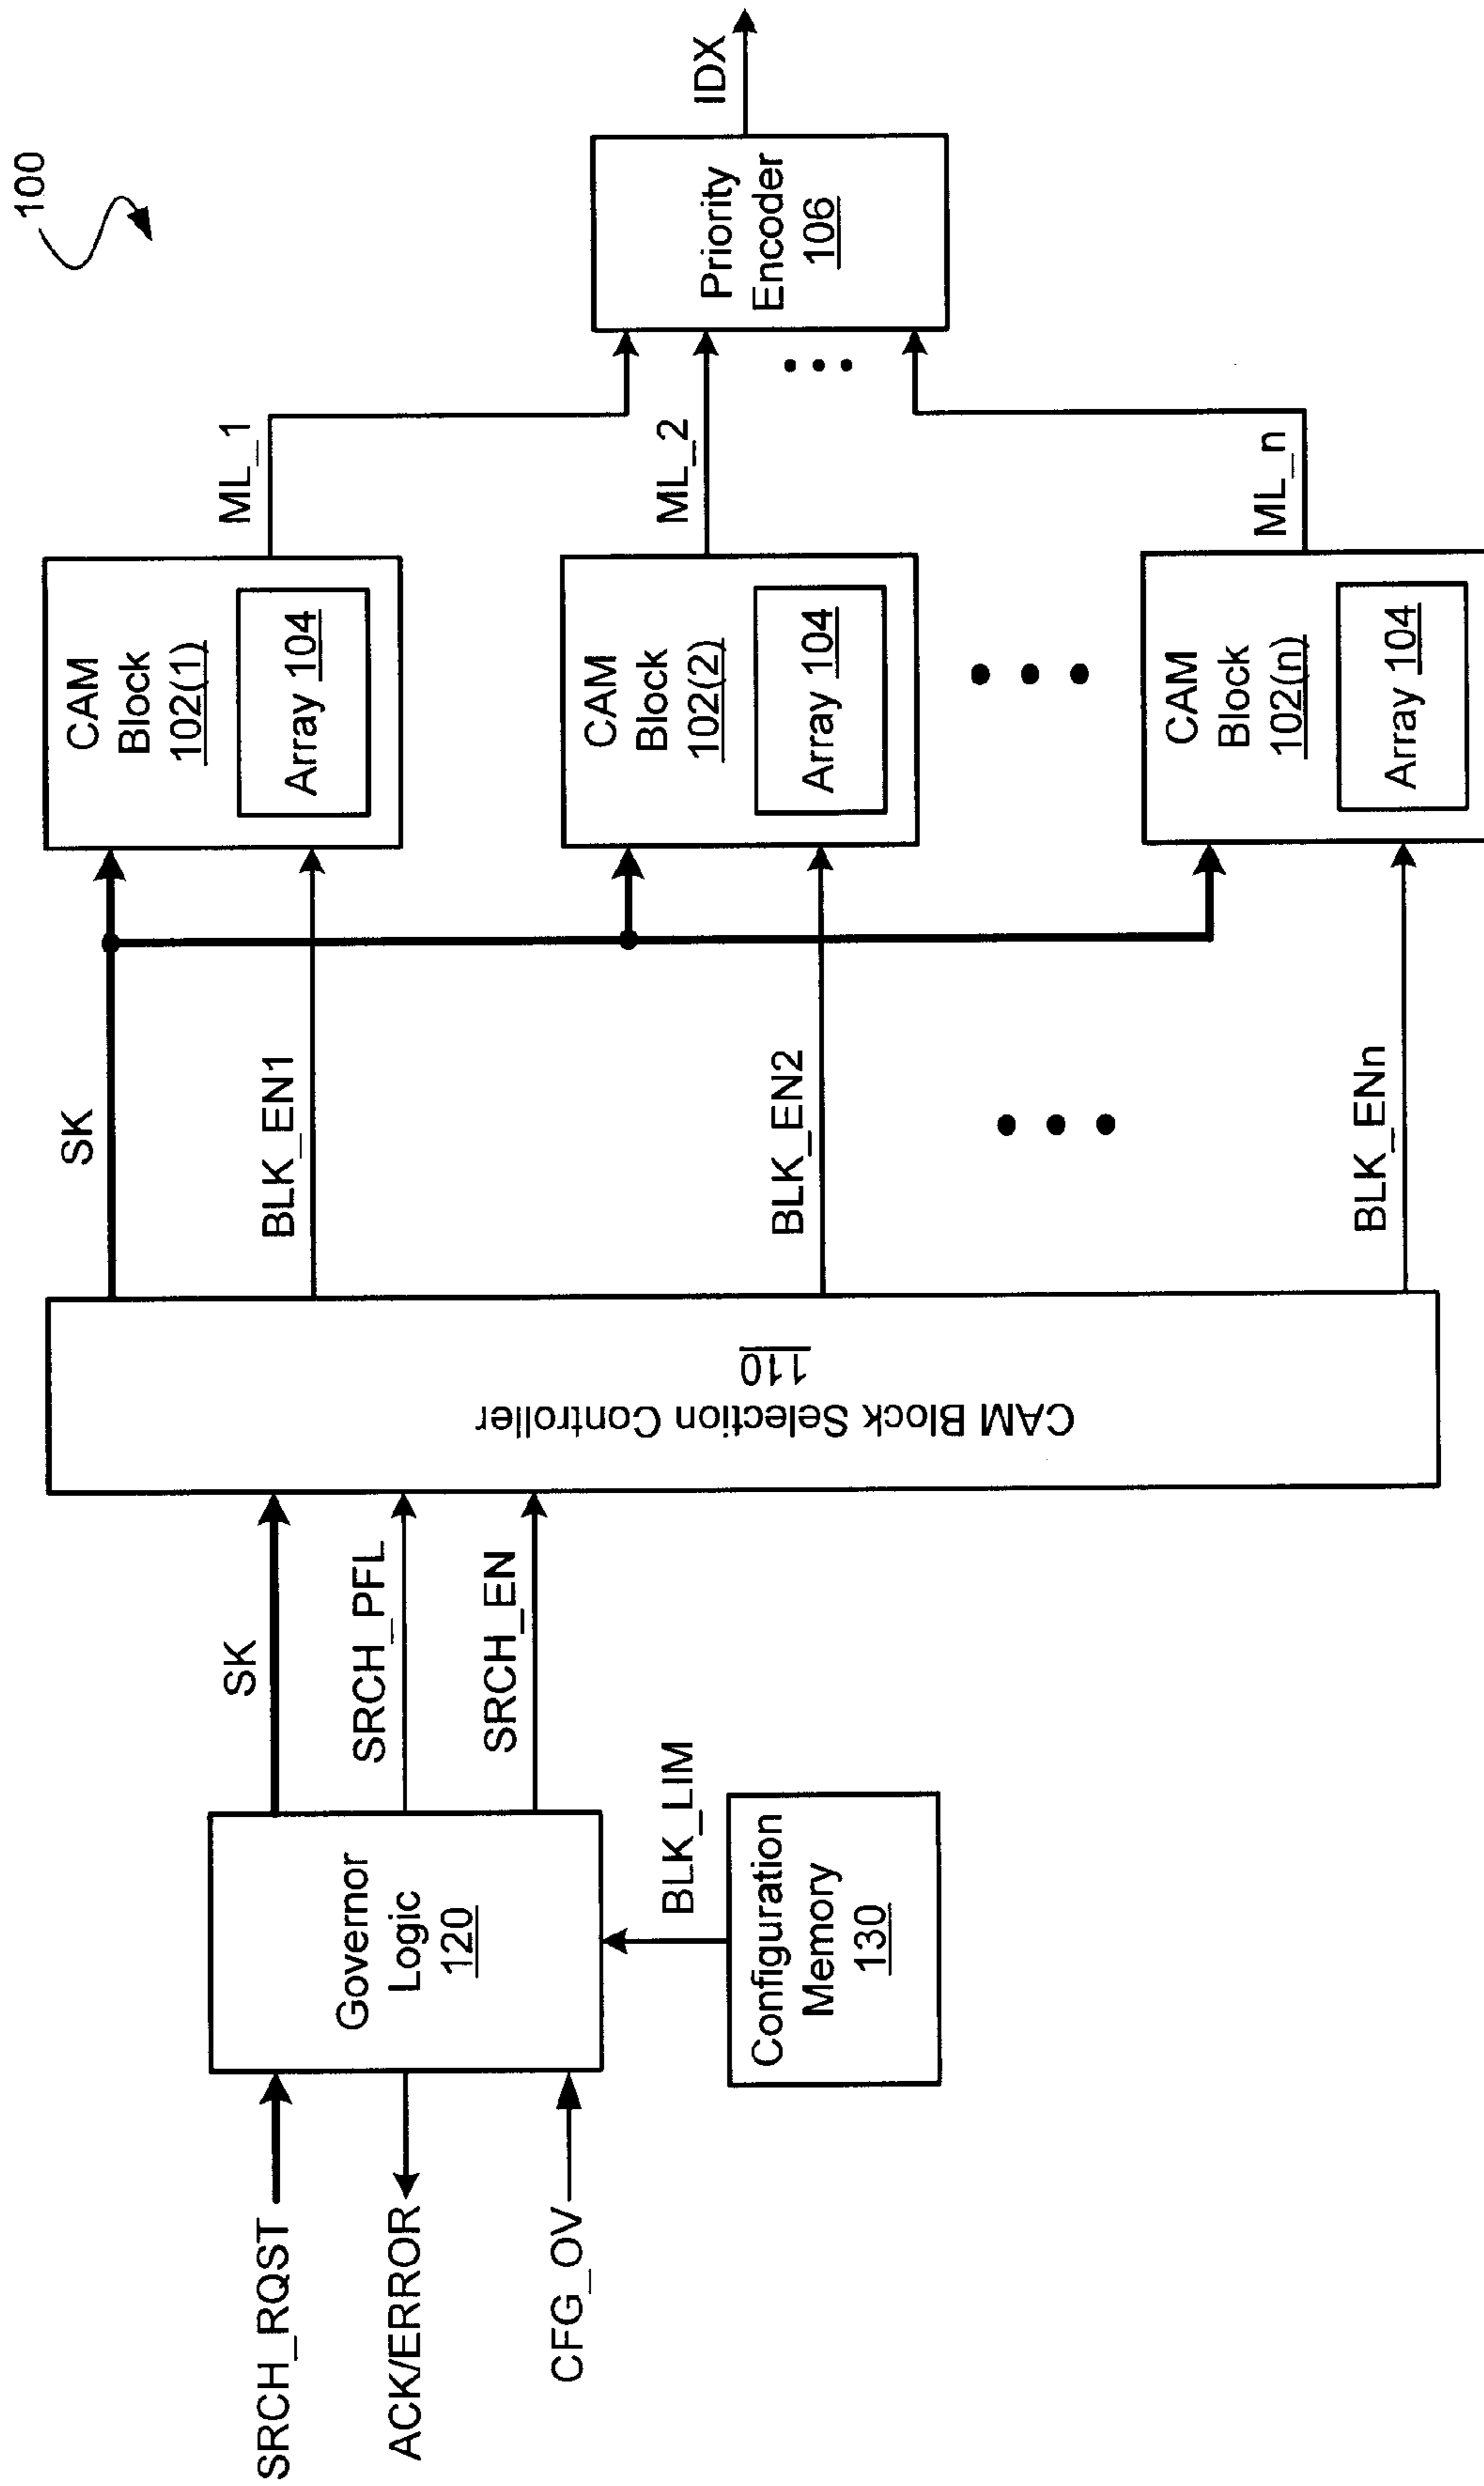 100
SRCH_RQST
ACK/ERROR
CFG_OV
Governor
Logic
120
BLK_LIM
Configuration
Memory
130
SK
SRCH_PFL
SRCH_EN
CAM Block Selection Controller
110
SK
BLK_EN1
BLK_EN2
BLK_ENn
CAM
Block
102(1)
Array 104
CAM
Block
102(2)
Array 104
CAM
Block
102(n)
Array 104
ML_1
ML_2
ML_n
Priority
Encoder
106
IDX